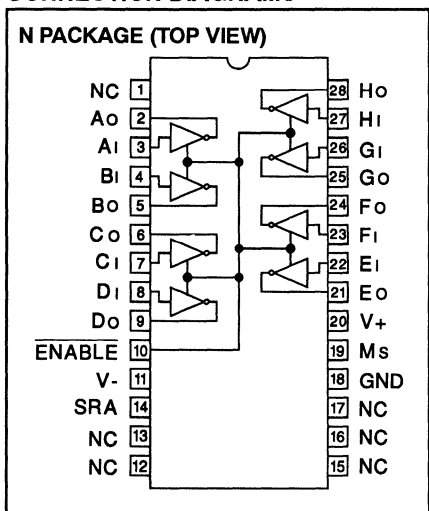 N PACKAGE (TOP VIEW)
NC 1
AO 2
AI 3
BI 4
BO 5
CO 6
CI 7
DI 8
DO 9
ENABLE 10
V- 11
SRA 14
NC 13
NC 12
28 HO
27 HI
26 GI
25 GO
24 FO
23 FI
22 EI
21 EO
20 V+
19 MS
18 GND
17 NC
16 NC
15 NC